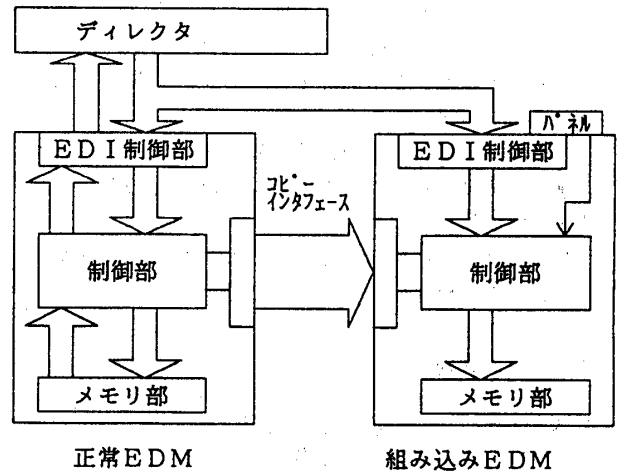 ディレクタ
パネル
EDI制御部
EDI制御部
コピー
インタフェース
制御部
制御部
メモリ部
メモリ部
正常EDM
組み込みEDM